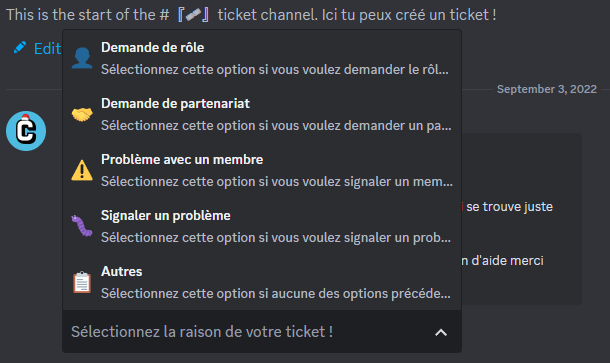 This is the start of the # 『🎫』ticket channel. Ici tu peux créé un ticket !
Edit
Demande de rôle
Sélectionnez cette option si vous voulez demander le rôl...
September 3, 2022
Demande de partenariat
Sélectionnez cette option si vous voulez demander un pa...
C
Problème avec un membre
Sélectionnez cette option si vous voulez signaler un mem...
se trouve juste
Signaler un problème
Sélectionnez cette option si vous voulez signaler un prob...
n d'aide merci
Autres
Sélectionnez cette option si aucune des options précéde...
Sélectionnez la raison de votre ticket !